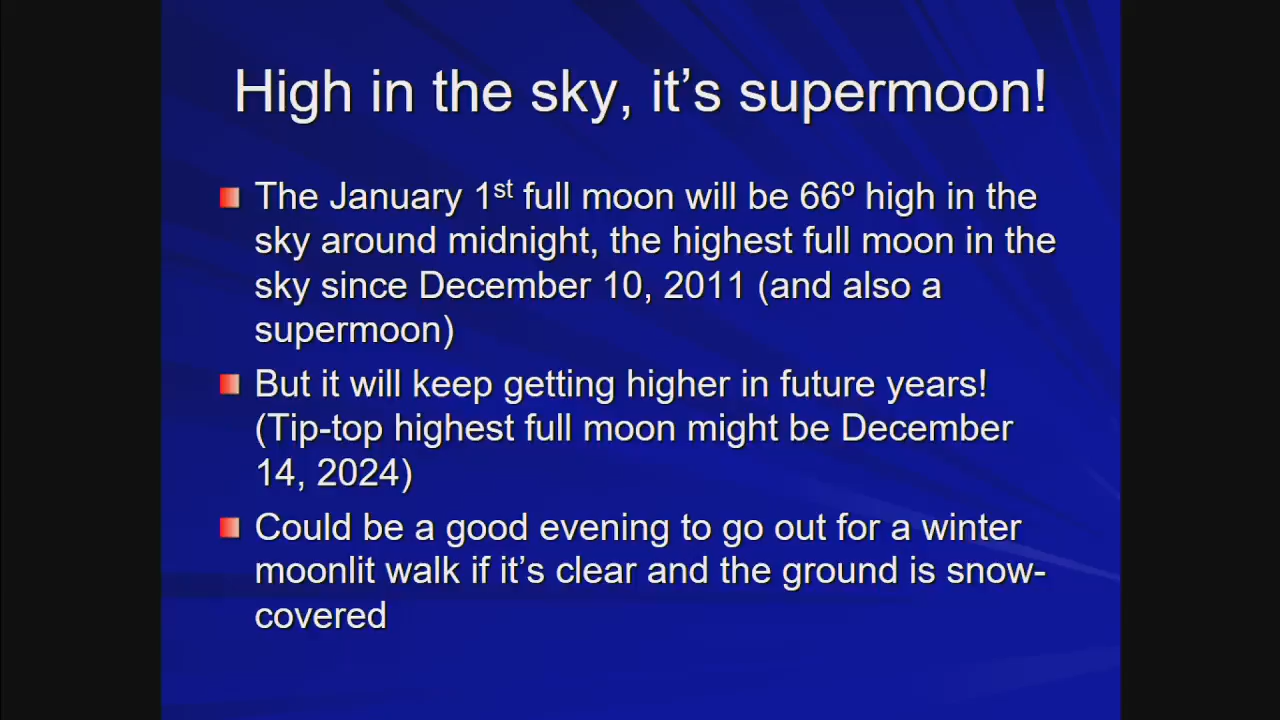 High in the sky, it's supermoon!
The January 1st full moon will be 66º high in the
sky around midnight, the highest full moon in the
sky since December 10, 2011 (and also a
supermoon)
But it will keep getting higher in future years!
(Tip-top highest full moon might be December
14, 2024)
Could be a good evening to go out for a winter
moonlit walk if it's clear and the ground is snow-
covered